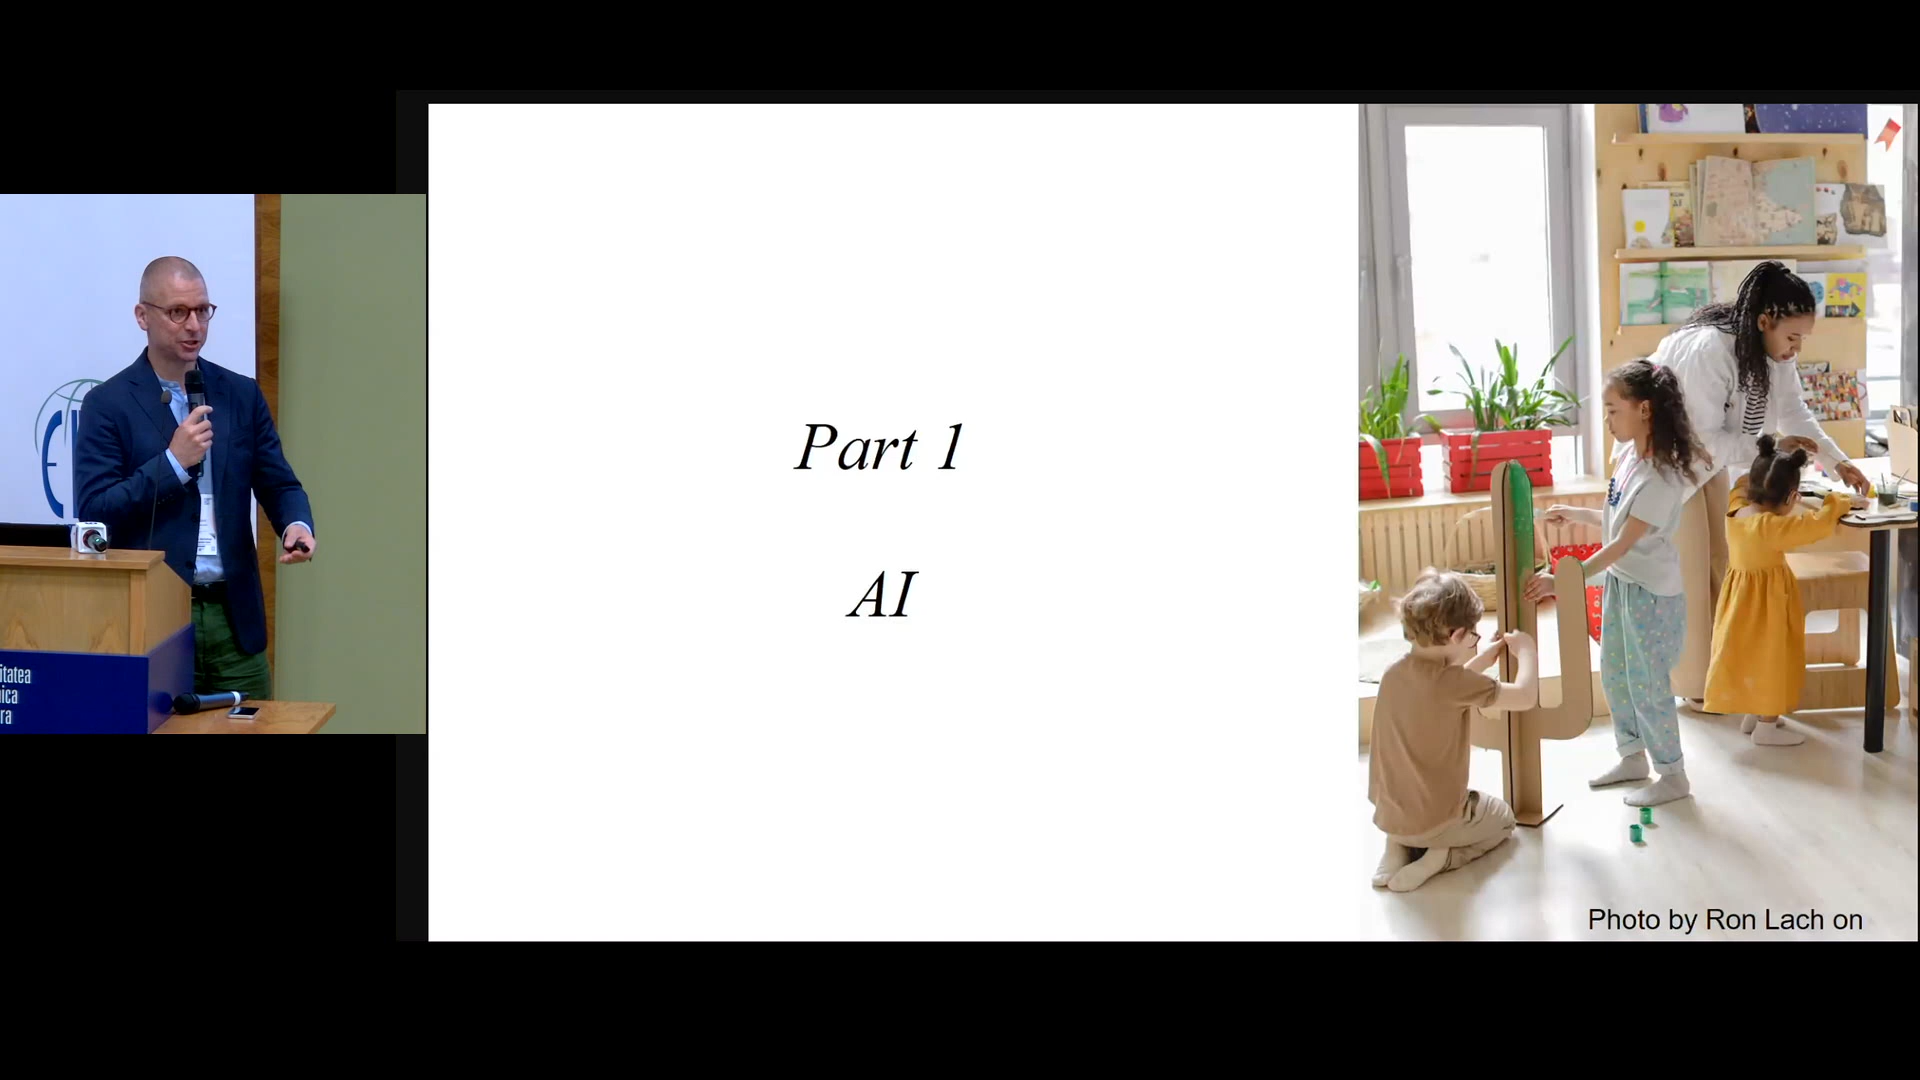 Part 1
AI
Photo by Ron Lach on
itatea
ica
ra